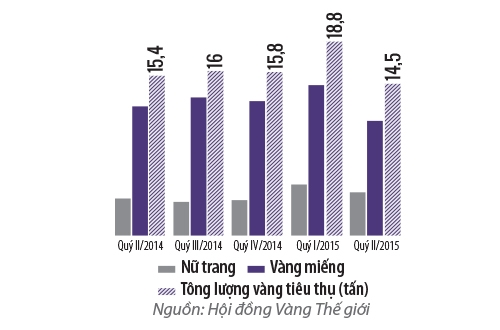 15,4
16
15,8
18,8
14,5
Quý II/2014 Quý III/2014 Quý IV/2014 Quý I/2015 Quý II/2015
Nữ trang Vàng miếng
Tông lượng vàng tiêu thụ (tấn)
Nguồn: Hội đồng Vàng Thế giới